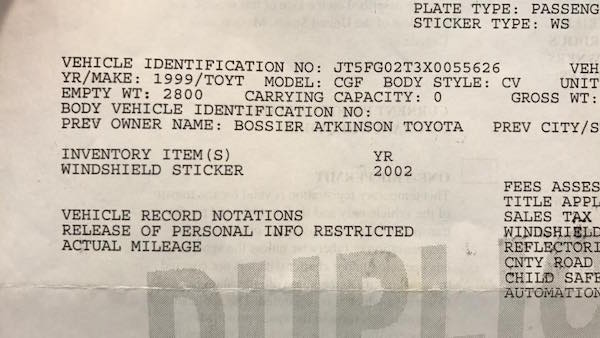 PLATE TYPE: PASSENG
STICKER TYPE: WS
VEHICLE IDENTIFICATION NO: JT5FG02T3X0055626 VEH
YR/MAKE: 1999/TOYT MODEL: CGF BODY STYLE: CV UNIT
EMPTY WT: 2800 CARRYING CAPACITY: 0 GROSS WT:
BODY VEHICLE IDENTIFICATION NO:
PREV OWNER NAME: BOSSIER ATKINSON TOYOTA PREV CITY/S
INVENTORY ITEM(S) YR
WINDSHIELD STICKER 2002
FEES ASSES
TITLE APPL
VEHICLE RECORD NOTATIONS SALES TAX
RELEASE OF PERSONAL INFO RESTRICTED WINDSHIELD
ACTUAL MILEAGE REFLECTORI
CNTY ROAD
CHILD SAFE
AUTOMATION
DUPLIC